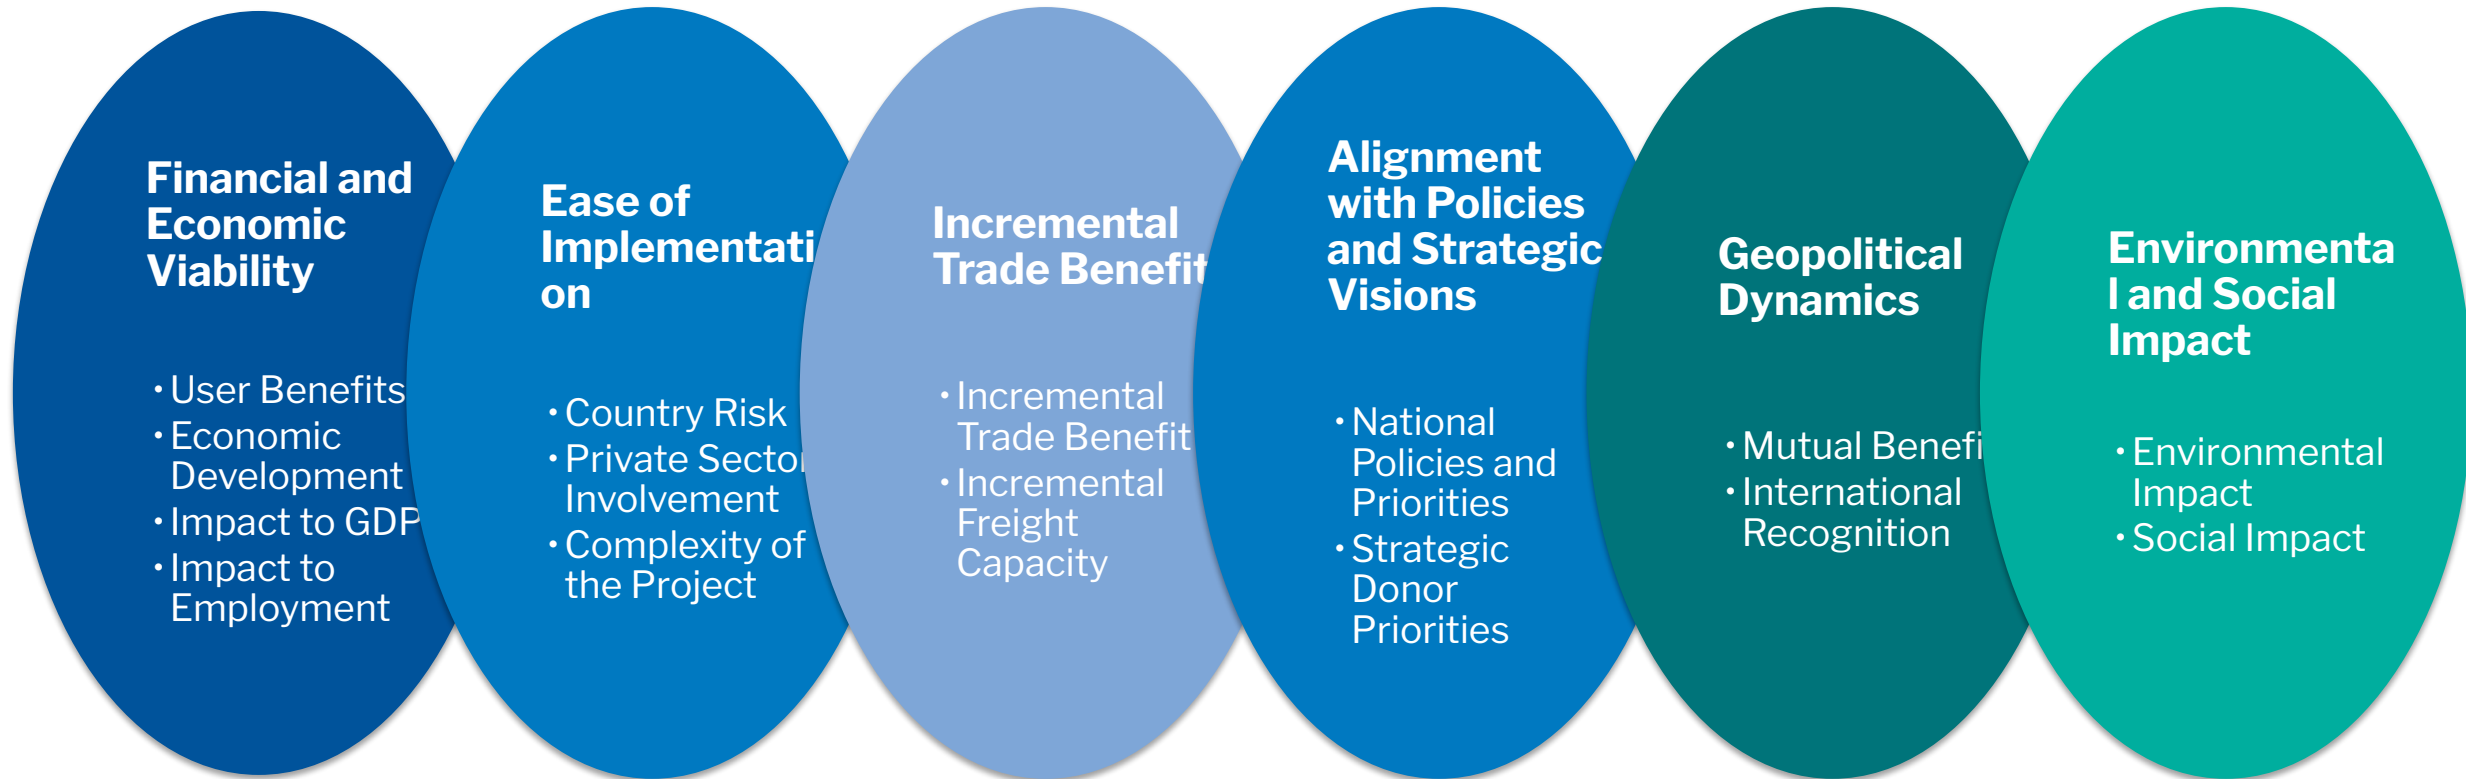 Financial and
Economic
Viability
• User Benefits
• Economic
Development
• Impact to GDP
• Impact to
Employment
Ease of
Implementati
on
• Country Risk
• Private Sector
Involvement
• Complexity of
the Project
Incremental
Trade Benefit
• Incremental
Trade Benefit
• Incremental
Freight
Capacity
Alignment
with Policies
and Strategic
Visions
• National
Policies and
Priorities
• Strategic
Donor
Priorities
Geopolitical
Dynamics
• Mutual Benefi
• International
Recognition
Environmenta
l and Social
Impact
• Environmental
Impact
• Social Impact